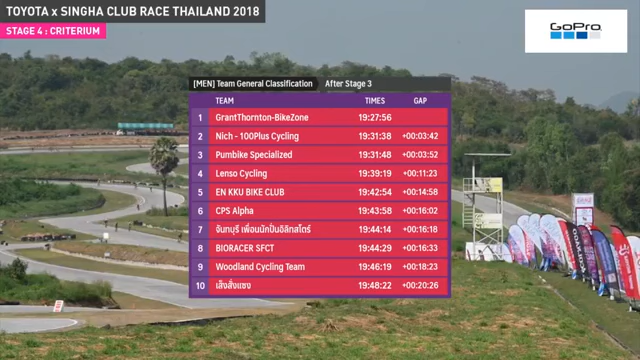 TOYOTA x SINGHA CLUB RACE THAILAND 2018
STAGE 4 : CRITERIUM
GoPro
[MEN] Team General Classification After Stage 3
TEAM TIMES GAP
1 GrantThornton-BikeZone 19:27:56
2 Nich - 100Plus Cycling 19:31:38 +00:03:42
3 Pumbike Specialized 19:31:48 +00:03:52
4 Lenso Cycling 19:39:19 +00:11:23
5 EN KKU BIKE CLUB 19:42:54 +00:14:58
6 CPS Alpha 19:43:58 +00:16:02
7 จันทบุรี เพื่อนนักปั่นอิลิทสโตร์ 19:44:14 +00:16:18
8 BIORACER SFCT 19:44:29 +00:16:33
9 Woodland Cycling Team 19:46:19 +00:18:23
10 เส็งสั่งแซง 19:48:22 +00:20:26